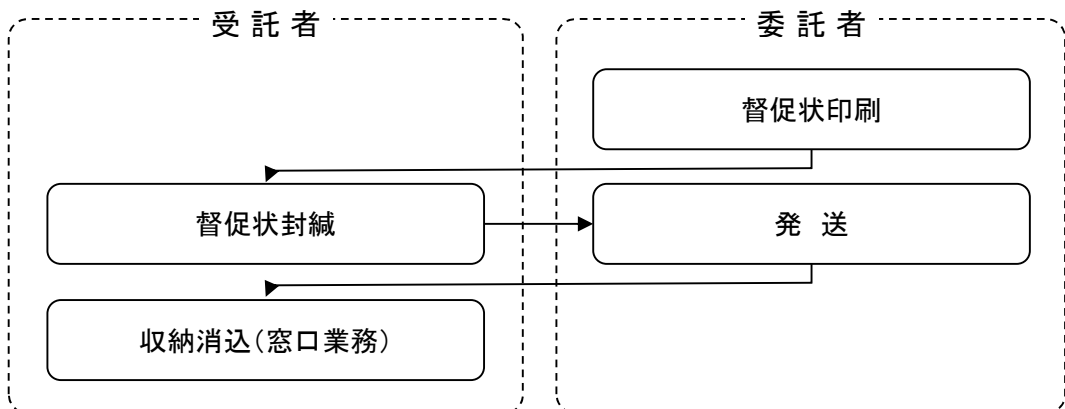 受託者
委託者
督促状印刷
督促状封緘
発送
収納消込(窓口業務)